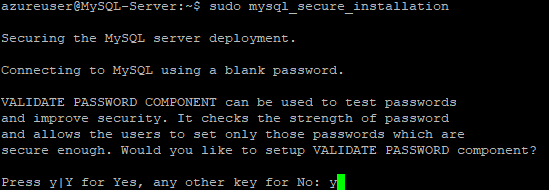 azureuser@MySQL-Server:~$ sudo mysql_secure_installation
Securing the MySQL server deployment.
Connecting to MySQL using a blank password.
VALIDATE PASSWORD COMPONENT can be used to test passwords
and improve security. It checks the strength of password
and allows the users to set only those passwords which are
secure enough. Would you like to setup VALIDATE PASSWORD component?
Press y|Y for Yes, any other key for No: y